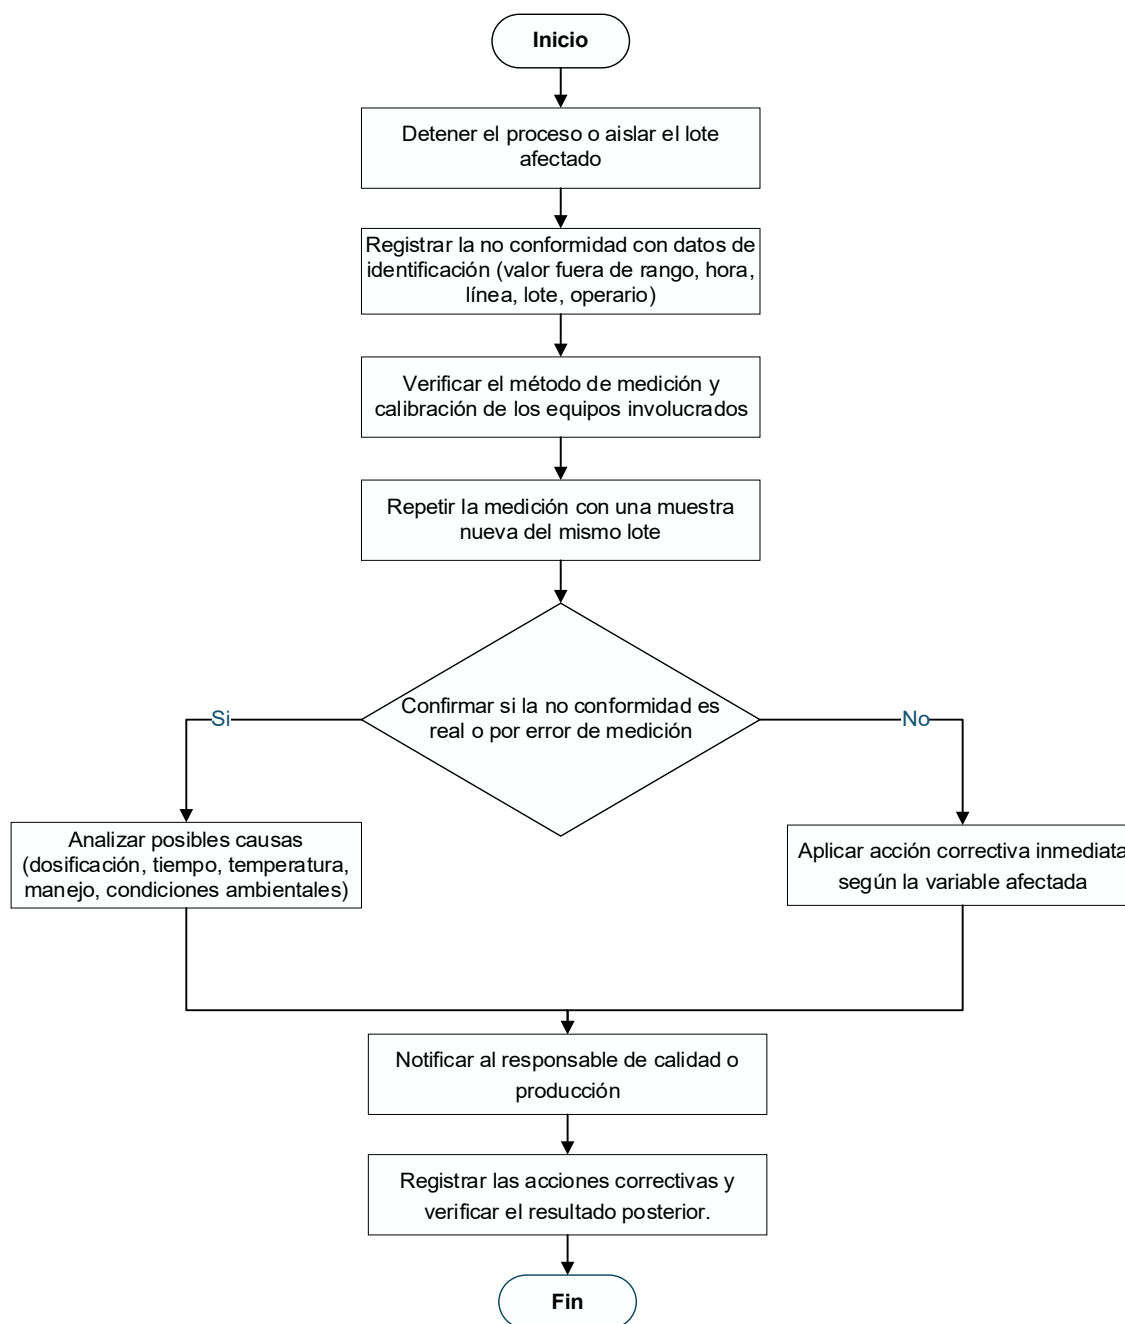 Inicio
Detener el proceso o aislar el lote
afectado
Registrar la no conformidad con datos de
identificación (valor fuera de rango, hora,
línea, lote, operario)
Verificar el método de medición y
calibración de los equipos involucrados
Repetir la medición con una muestra
nueva del mismo lote
Confirmar si la no conformidad es
real o por error de medición
Si
No
Analizar posibles causas
(dosificación, tiempo, temperatura,
manejo, condiciones ambientales)
Aplicar acción correctiva inmediata
según la variable afectada
Notificar al responsable de calidad o
producción
Registrar las acciones correctivas y
verificar el resultado posterior.
Fin